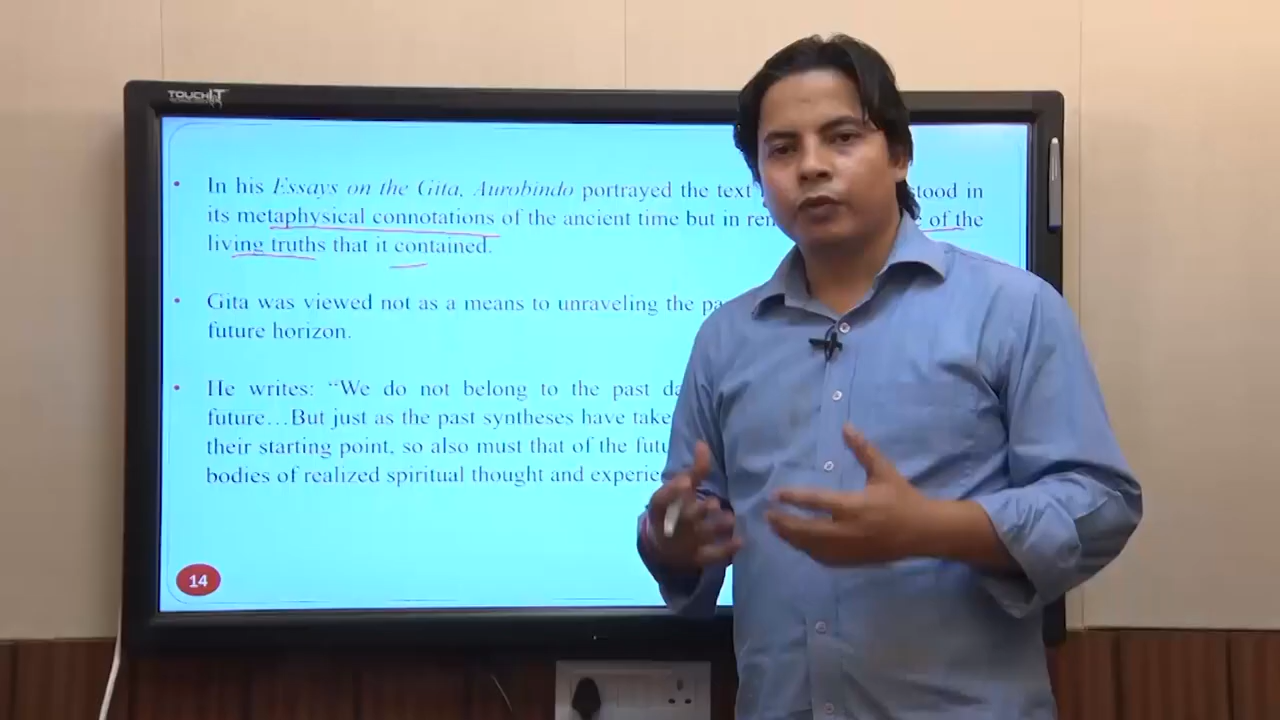 TOUCHIT
• In his Essays on the Gita, Aurobindo portrayed the text stood in
its metaphysical connotations of the ancient time but in of the
living truths that it contained.
• Gita was viewed not as a means to unraveling the
future horizon.
• He writes: “We do not belong to the past
future…But just as the past syntheses have
their starting point, so also must that of the
bodies of realized spiritual thought and
14